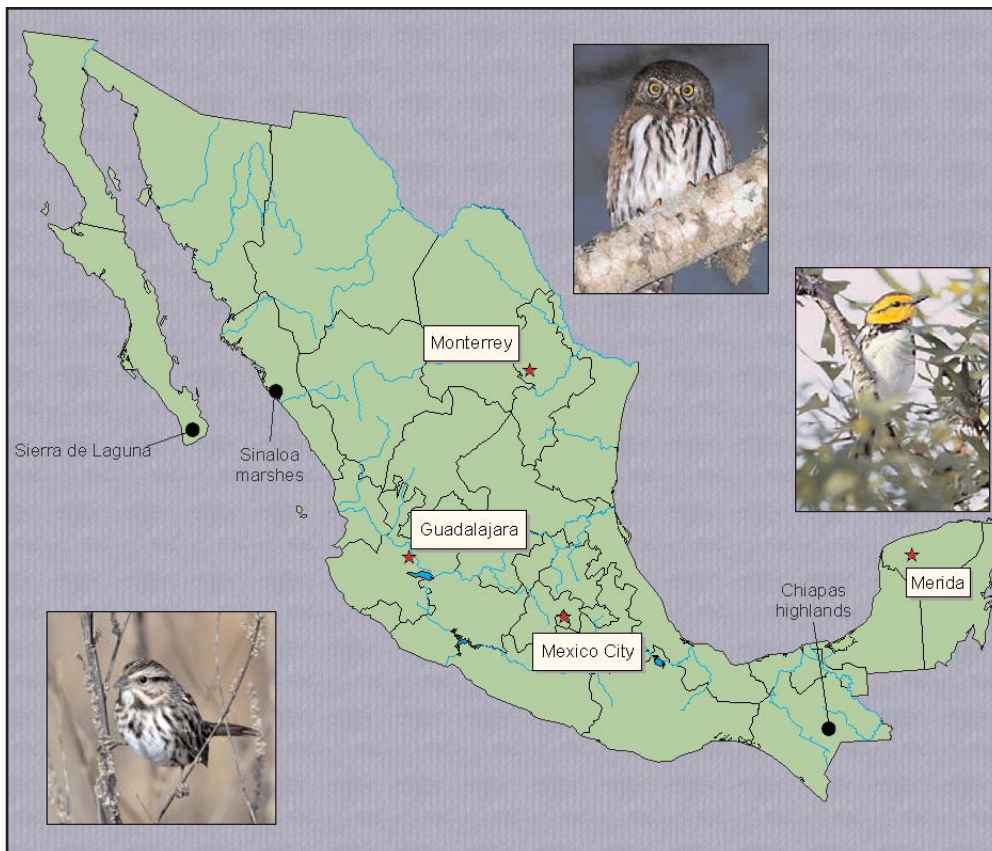 Monterrey
Sierra de Laguna
Sinaloa
marshes
Guadalajara
Chiapas
highlands
Merida
Mexico City